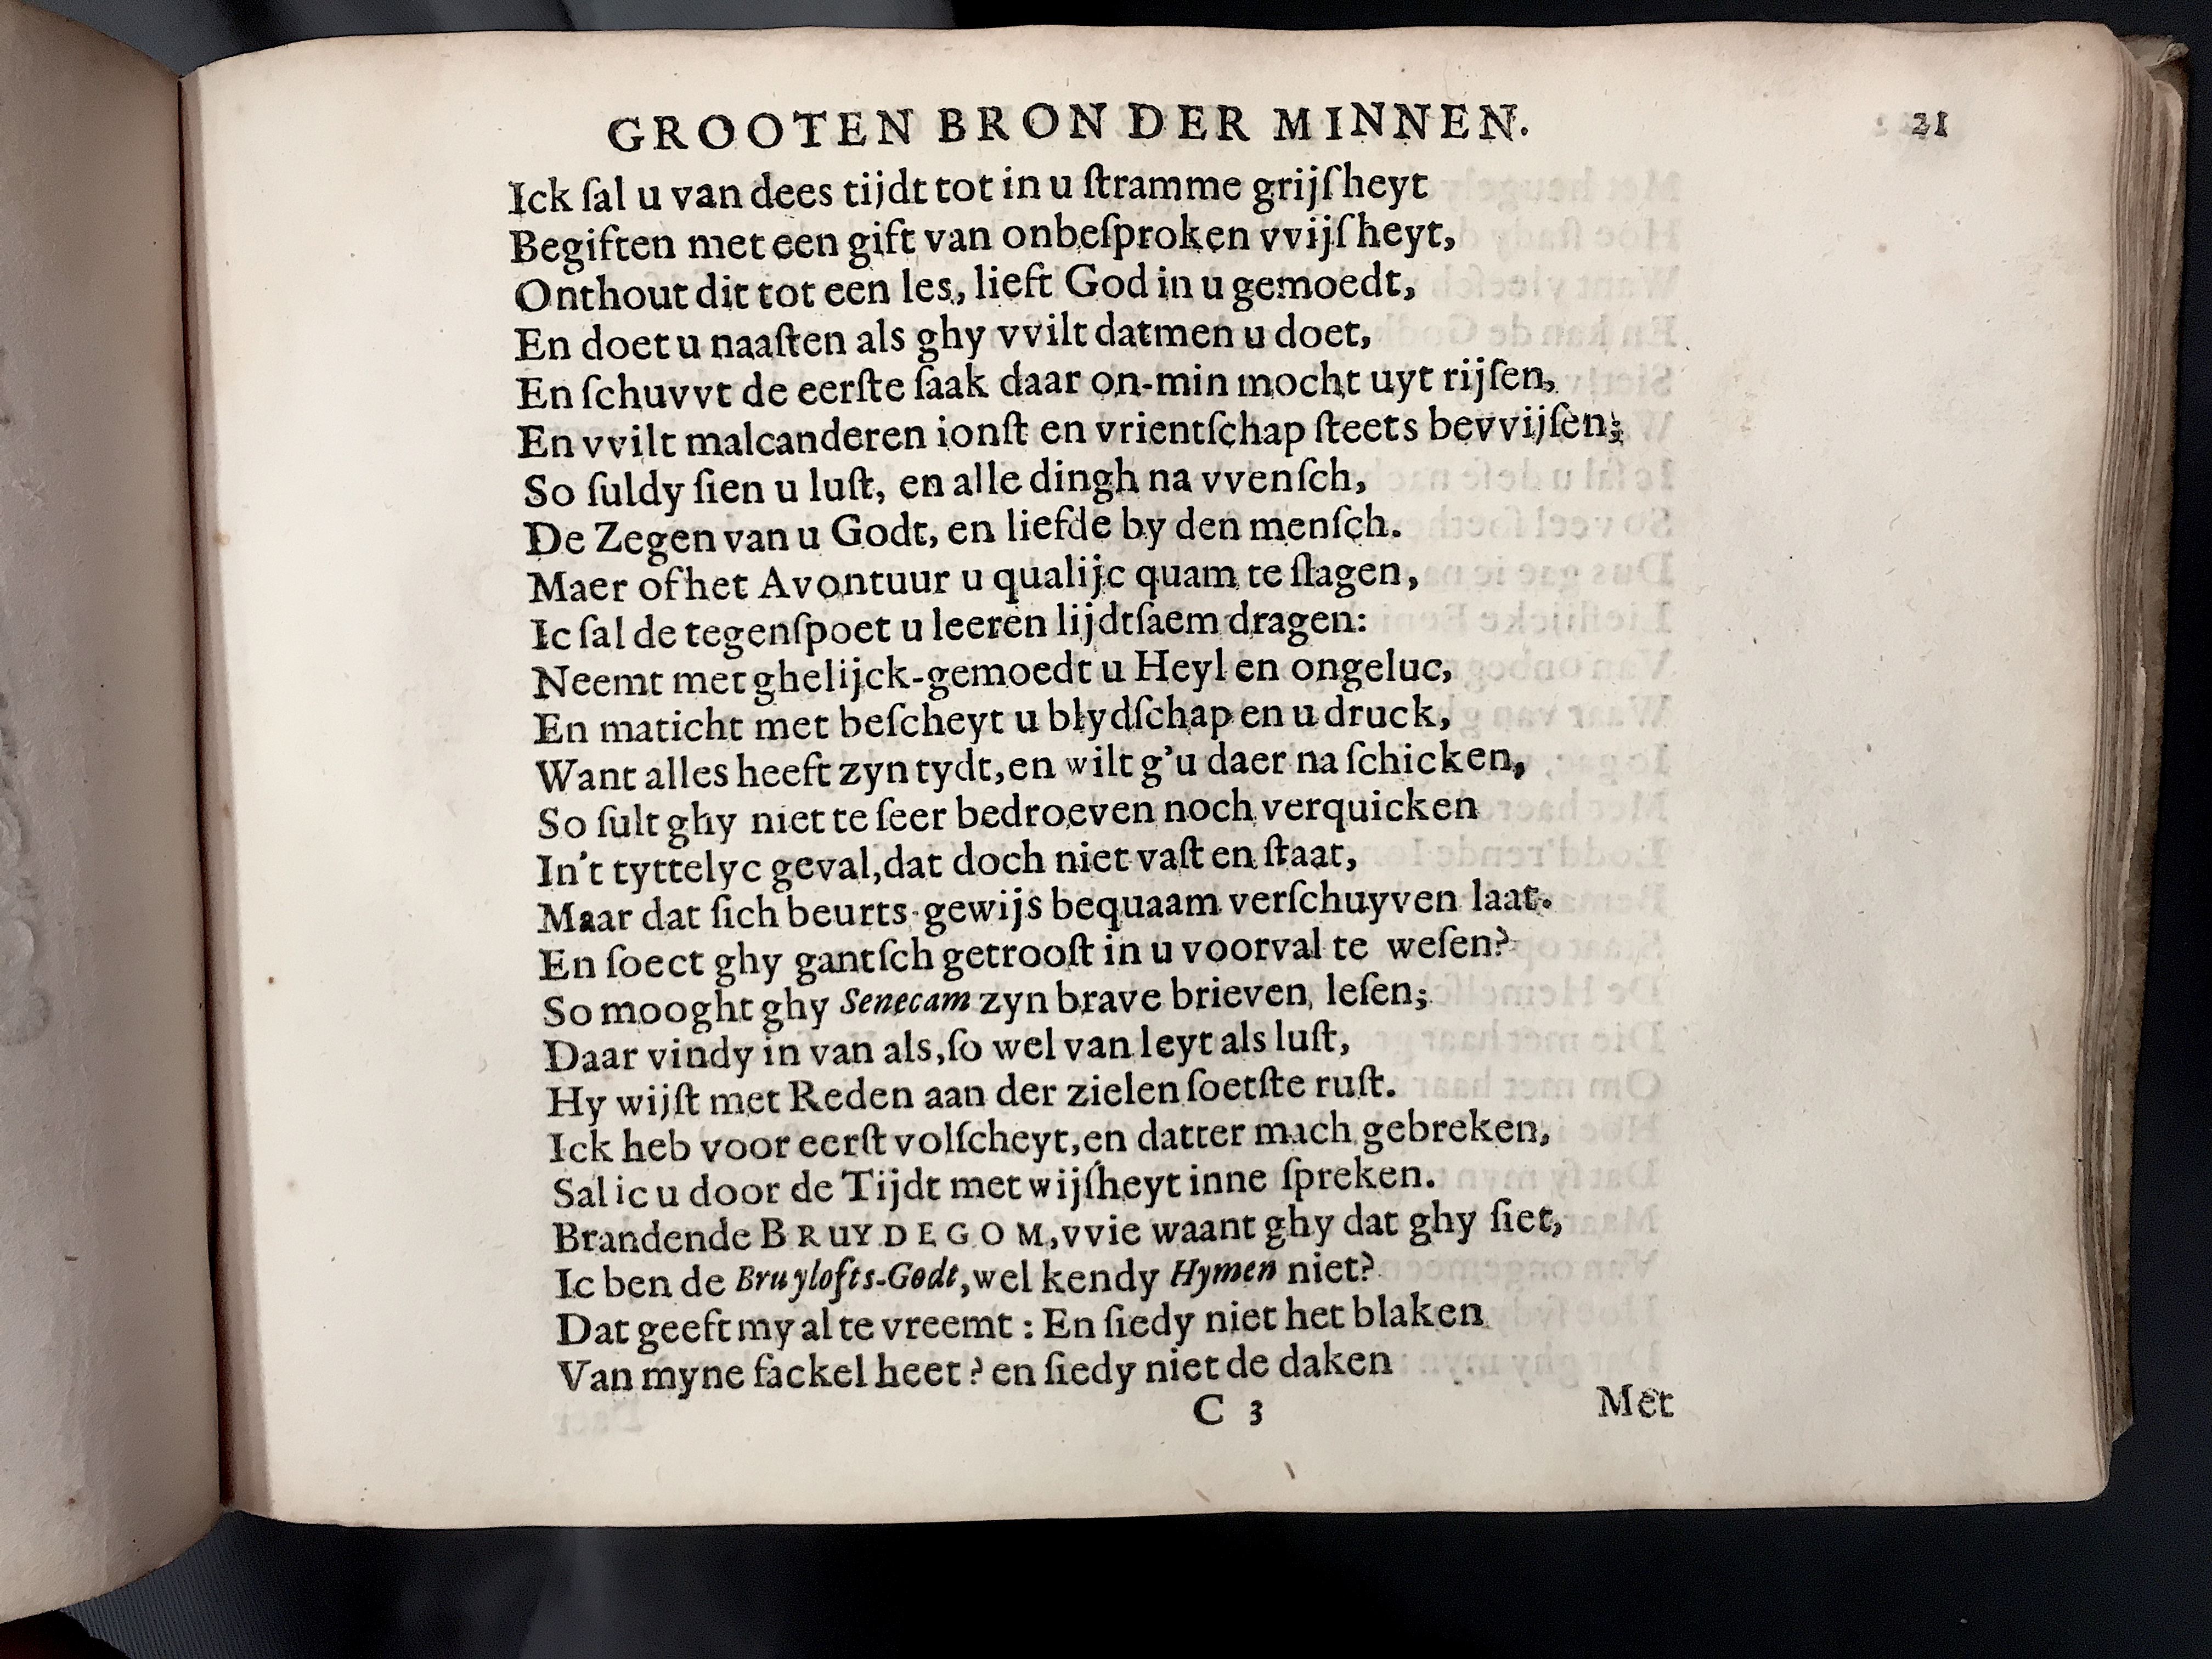 GROOTEN BRON DER MINNEN. 21
Ick ſal u van dees tijdt tot in u ſtramme grijſheyt
Begiften met een gift van onbeſproken vvijſheyt,
Onthout dit tot een les, lieft God in u gemoedt,
En doet u naaſten als ghy vvilt datmen u doet,
En ſchuvvt de eerſte ſaak daar on-min mocht uyt rijſen,
En vvilt malcanderen ionſt en vrientſchap ſteets bevvijſen;
So ſuldy ſien u luſt, en alle dingh na vvenſch,
De Zegen van u Godt, en liefde by den menſch.
Maer of het Avontuur u qualijc quam te ſlagen,
Ic ſal de tegenſpoet u leeren lijdtſaem dragen:
Neemt met ghelijck-gemoedt u Heyl en ongeluc,
En maticht met beſcheyt u blydſchap en u druck,
Want alles heeft zyn tydt, en wilt g'u daer na ſchicken,
So ſult ghy niet te ſeer bedroeven noch verquicken
In't tyttelyc geval, dat doch niet vaſt en ſtaat,
Maar dat ſich beurts-gewijs bequaam verſchuyven laat.
En ſoect ghy gantſch getrooſt in u voorval te weſen?
So mooght ghy Senecam zyn brave brieven leſen;
Daar vindy in van als, ſo wel van leyt als luſt,
Hy wijſt met Reden aan der zielen ſoetſte ruſt.
Ick heb voor eerſt volſcheyt, en datter mach gebreken,
Sal ic u door de Tijdt met wijſheyt inne ſpreken.
Brandende BRUYDEGOM, vvie waant ghy dat ghy ſiet,
Ic ben de Bruylofts-Godt, wel kendy Hymen niet?
Dat geeft my al te vreemt : En ſiedy niet het blaken
Van myne fackel heet ? en ſiedy niet de daken
C 3 Met